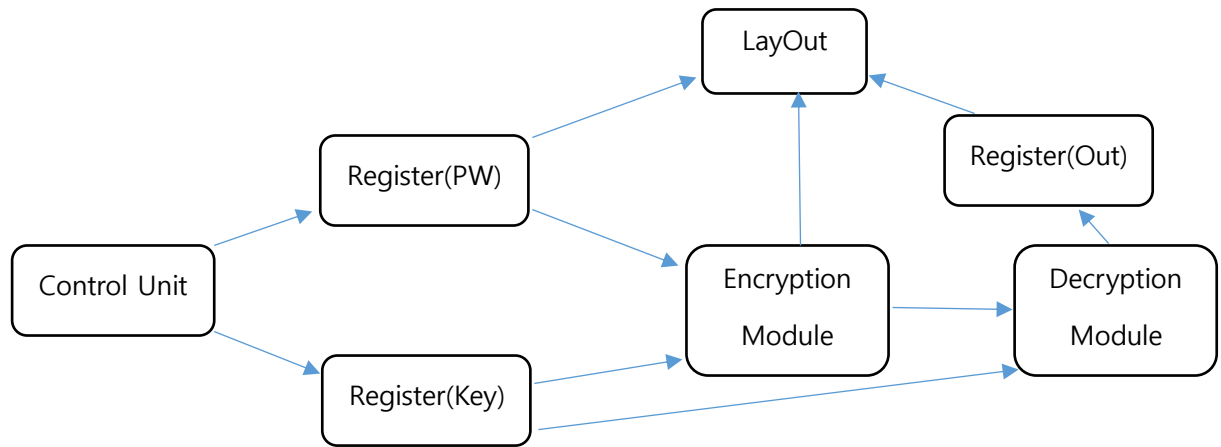 LayOut
Register(PW)
Register(Out)
Control Unit
Encryption
Module
Decryption
Module
Register(Key)